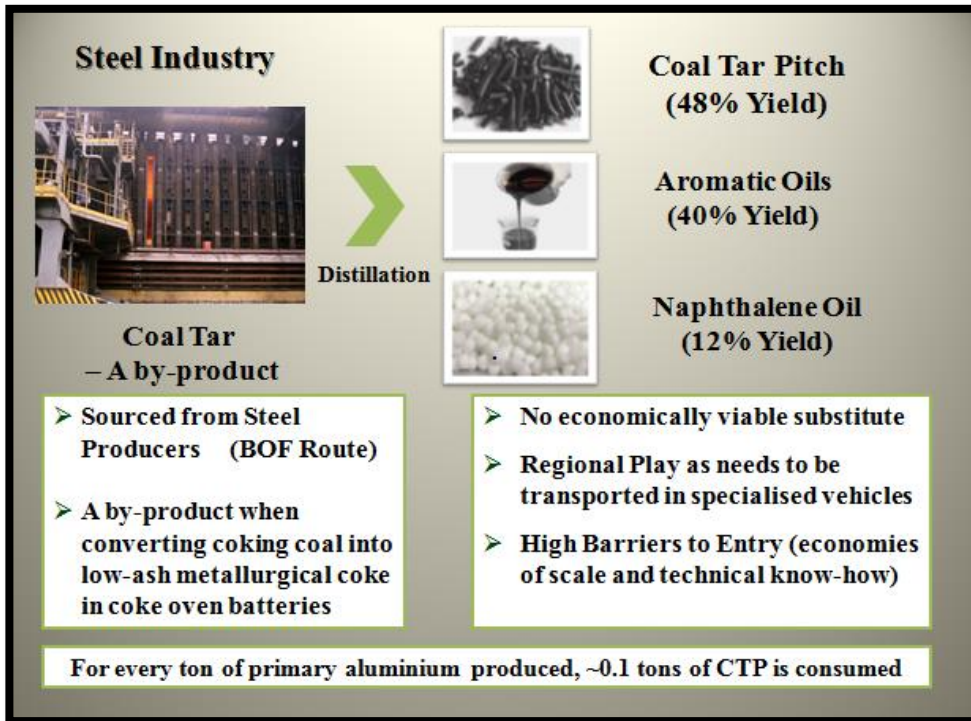 Steel Industry
Coal Tar Pitch
(48% Yield)
Aromatic Oils
(40% Yield)
Distillation
Naphthalene Oil
(12% Yield)
Coal Tar
– A by-product
➢ Sourced from Steel
Producers (BOF Route)
➢ A by-product when
converting coking coal into
low-ash metallurgical coke
in coke oven batteries
➢ No economically viable substitute
➢ Regional Play as needs to be
transported in specialised vehicles
➢ High Barriers to Entry (economies
of scale and technical know-how)
For every ton of primary aluminium produced, ~0.1 tons of CTP is consumed